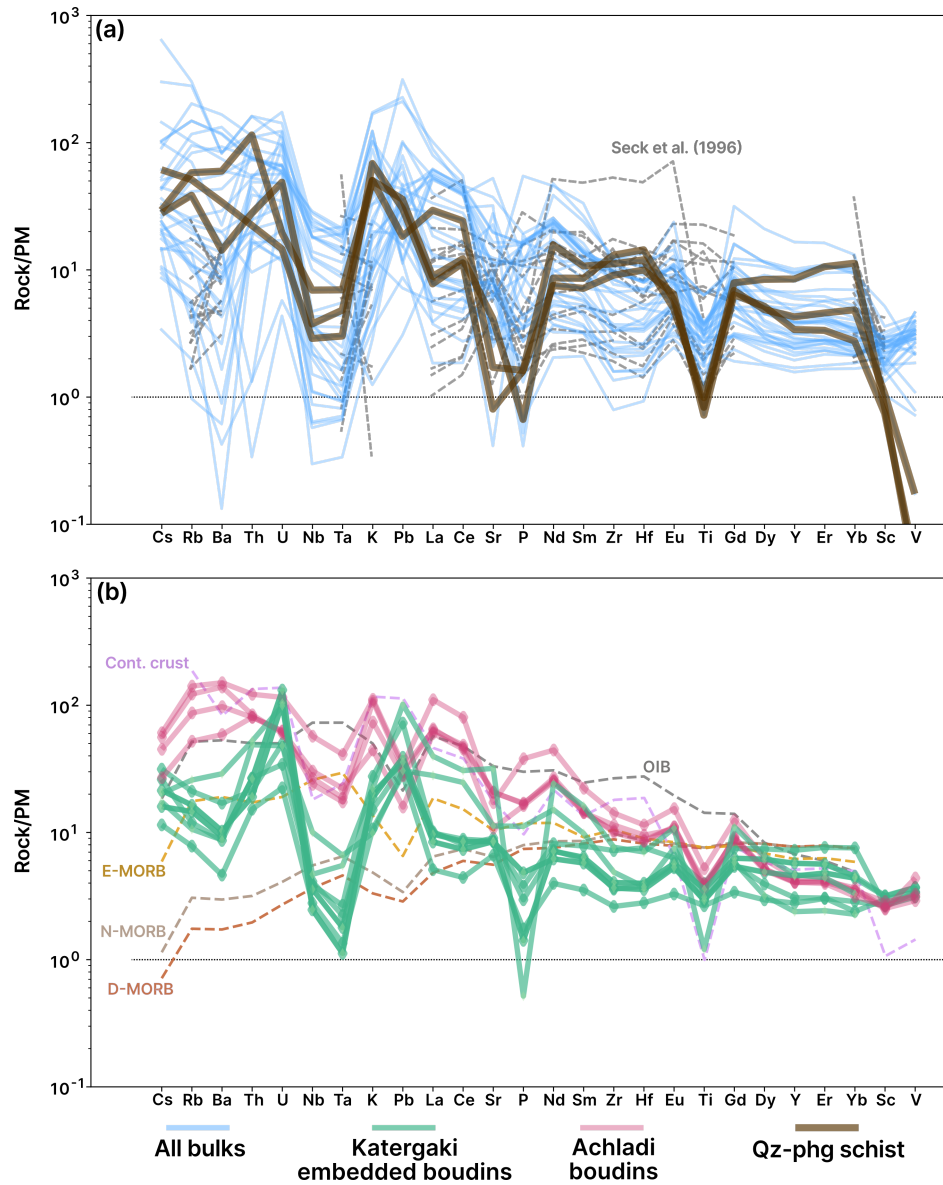 (a)
10³
10²
10¹
10⁰
10⁻¹
Rock/PM
Seck et al. (1996)
Cs Rb Ba Th U Nb Ta K Pb La Ce Sr P Nd Sm Zr Hf Eu Ti Gd Dy Y Er Yb Sc V
(b)
10³
10²
10¹
10⁰
10⁻¹
Rock/PM
Cont. crust
OIB
E-MORB
N-MORB
D-MORB
Cs Rb Ba Th U Nb Ta K Pb La Ce Sr P Nd Sm Zr Hf Eu Ti Gd Dy Y Er Yb Sc V
All bulks
Katergaki
embedded boudins
Achladi
boudins
Qz-phg schist